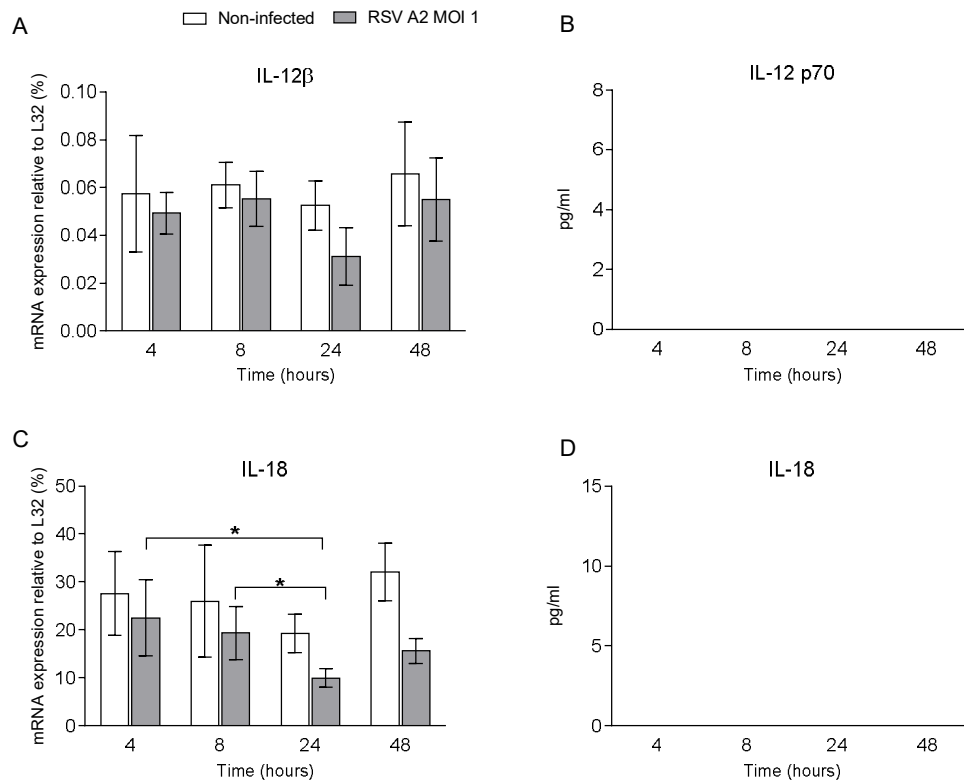 Non-infected RSV A2 MOI 1
A
IL-12β
mRNA expression relative to L32 (%)
0.10
0.08
0.06
0.04
0.02
0.00
4 8 24 48
Time (hours)
B
IL-12 p70
pg/ml
8
6
4
2
0
4 8 24 48
Time (hours)
C
IL-18
mRNA expression relative to L32 (%)
50
40
30
20
10
0
*
*
4 8 24 48
Time (hours)
D
IL-18
pg/ml
15
10
5
0
4 8 24 48
Time (hours)